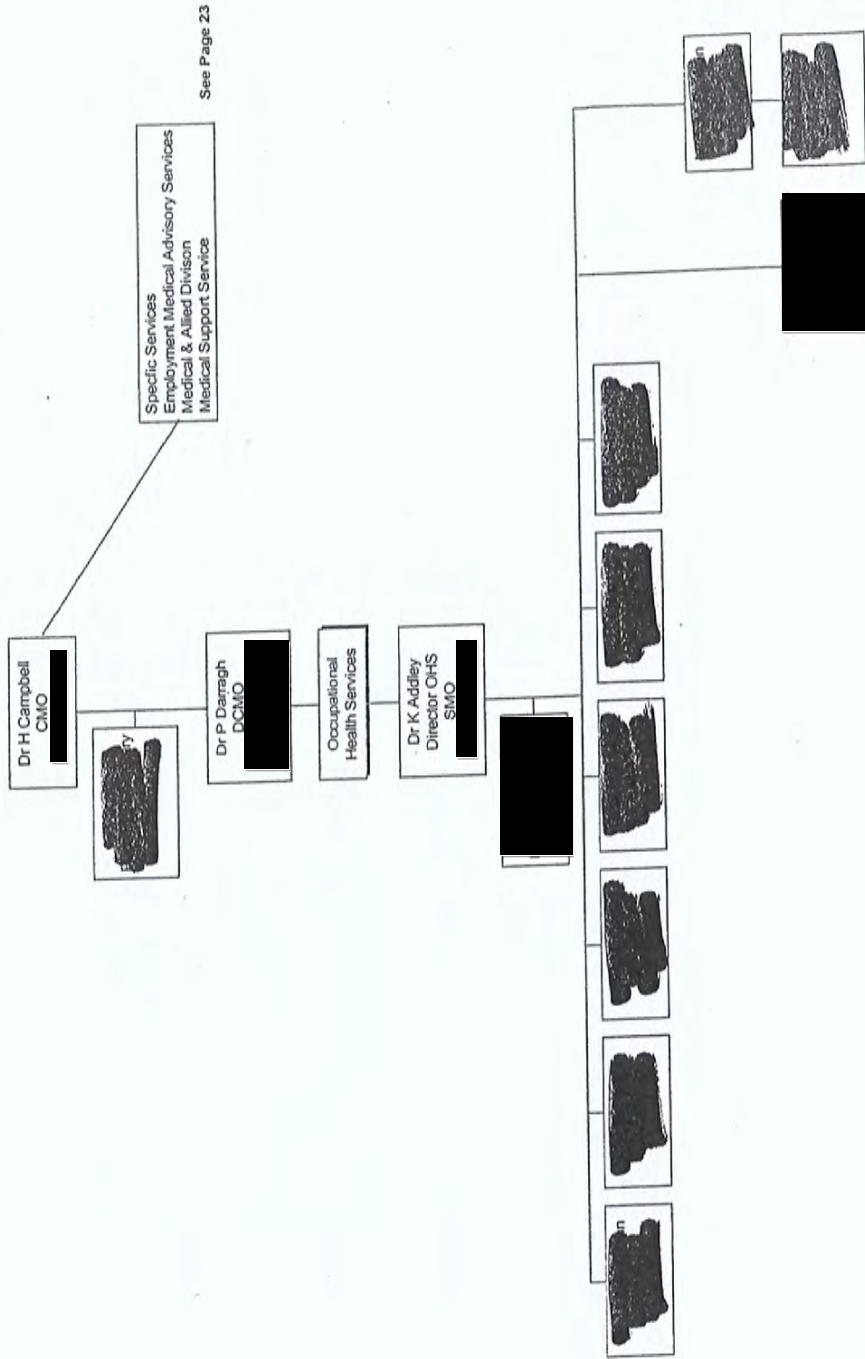 Dr H Campbell
CMO
Specfic Services
Employment Medical Advisory Services
Medical & Allied Divison
Medical Support Service
See Page 23
Dr P Darragh
DCMO
Occupational
Health Services
Dr K Addley
Director OHS
SMO